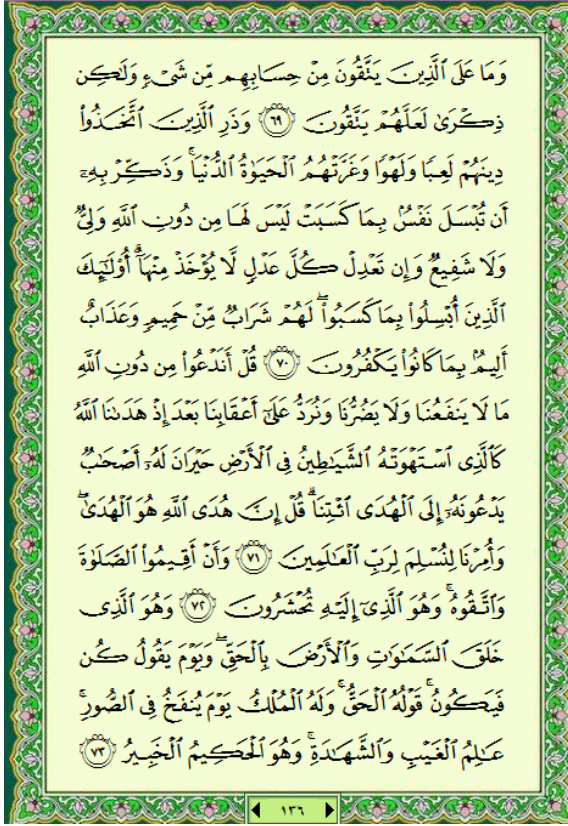 وَمَا عَلَى ٱلَّذِينَ يَتَّقُونَ مِنْ حِسَابِهِم مِّن شَىْءٍ وَلَٰكِن
ذِكْرَىٰ لَعَلَّهُمْ يَتَّقُونَ ٦٩ وَذَرِ ٱلَّذِينَ ٱتَّخَذُوا۟
دِينَهُمْ لَعِبًا وَلَهْوًا وَغَرَّتْهُمُ ٱلْحَيَوٰةُ ٱلدُّنْيَا ۚ وَذَكِّرْ بِهِۦٓ
أَن تُبْسَلَ نَفْسٌۢ بِمَا كَسَبَتْ لَيْسَ لَهَا مِن دُونِ ٱللَّهِ وَلِىٌّ
وَلَا شَفِيعٌ وَإِن تَعْدِلْ كُلَّ عَدْلٍ لَّا يُؤْخَذْ مِنْهَآ ۗ أُو۟لَٰٓئِكَ
ٱلَّذِينَ أُبْسِلُوا۟ بِمَا كَسَبُوا۟ ۖ لَهُمْ شَرَابٌ مِّنْ حَمِيمٍ وَعَذَابٌ
أَلِيمٌۢ بِمَا كَانُوا۟ يَكْفُرُونَ ٧٠ قُلْ أَنَدْعُوا۟ مِن دُونِ ٱللَّهِ
مَا لَا يَنفَعُنَا وَلَا يَضُرُّنَا وَنُرَدُّ عَلَىٰٓ أَعْقَابِنَا بَعْدَ إِذْ هَدَىٰنَا ٱللَّهُ
كَٱلَّذِى ٱسْتَهْوَتْهُ ٱلشَّيَٰطِينُ فِى ٱلْأَرْضِ حَيْرَانَ لَهُۥٓ أَصْحَٰبٌ
يَدْعُونَهُۥٓ إِلَى ٱلْهُدَى ٱئْتِنَا ۗ قُلْ إِنَّ هُدَى ٱللَّهِ هُوَ ٱلْهُدَىٰ ۖ
وَأُمِرْنَا لِنُسْلِمَ لِرَبِّ ٱلْعَٰلَمِينَ ٧١ وَأَنْ أَقِيمُوا۟ ٱلصَّلَوٰةَ
وَٱتَّقُوهُ ۚ وَهُوَ ٱلَّذِىٓ إِلَيْهِ تُحْشَرُونَ ٧٢ وَهُوَ ٱلَّذِى
خَلَقَ ٱلسَّمَٰوَٰتِ وَٱلْأَرْضَ بِٱلْحَقِّ ۖ وَيَوْمَ يَقُولُ كُن
فَيَكُونُ ۚ قَوْلُهُ ٱلْحَقُّ ۚ وَلَهُ ٱلْمُلْكُ يَوْمَ يُنفَخُ فِى ٱلصُّورِ ۚ
عَٰلِمُ ٱلْغَيْبِ وَٱلشَّهَٰدَةِ ۚ وَهُوَ ٱلْحَكِيمُ ٱلْخَبِيرُ ٧٣
١٣٦